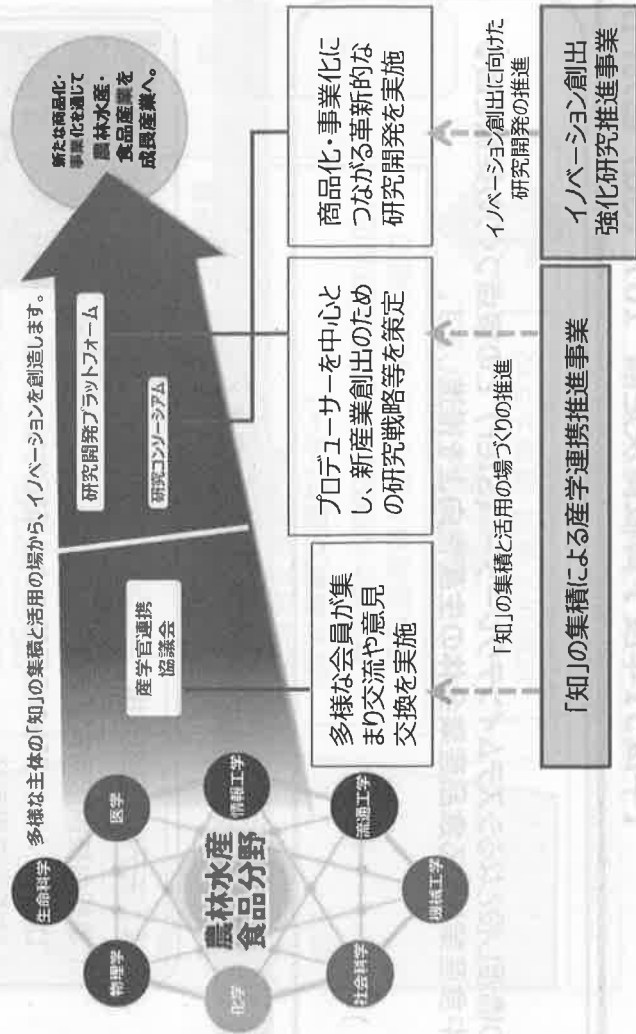 多様な主体の「知」の集積と活用の場から、イノベーションを創造します。
生命科学
物理学
医学
化学
農林水産
食品分野
情報工学
社会科学
流通工学
機械工学
産学官連携
協議会
研究開発プラットフォーム
研究コンソーシアム
新たな商品化・
事業化を通じて
農林水産・
食品産業を
成長産業へ。
多様な会員が集
まり交流や意見
交換を実施
プロデューサーを中心と
し、新産業創出のため
の研究戦略等を策定
商品化・事業化に
つながる革新的な
研究開発を実施
「知」の集積と活用の場づくりの推進
イノベーション創出に向けた
研究開発の推進
「知」の集積による産学連携推進事業
イノベーション創出
強化研究推進事業